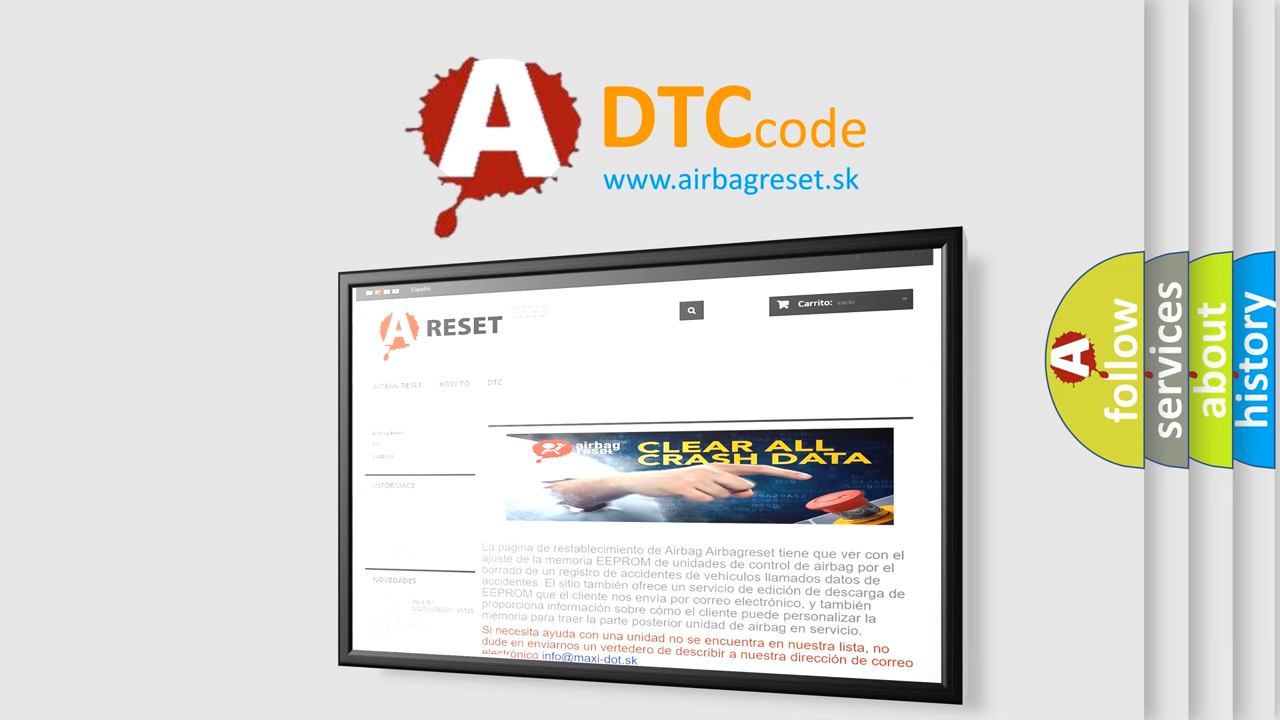 A
DTCcode
www.airbagreset.sk
Español
A RESET
Carrito: vacío
AIRBAG RESET HOW TO DTC
INFORMACE
airbag
reset
CLEAR ALL
CRASH DATA
La página de restablecimiento de Airbag Airbagreset tiene que ver con el
ajuste de la memoria EEPROM de unidades de control de airbag por el
borrado de un registro de accidentes de vehículos llamados datos de
accidentes. El sitio también ofrece un servicio de edición de descarga de
EEPROM que el cliente nos envía por correo electrónico, y también
proporciona información sobre cómo el cliente puede personalizar la
memoria para traer la parte posterior unidad de airbag en servicio.
Si necesita ayuda con una unidad no se encuentra en nuestra lista, no
dude en enviarnos un vertedero de describir a nuestra dirección de correo
electrónico info@maxi-dot.sk
NOVEDADES
A
follow
services
about
history